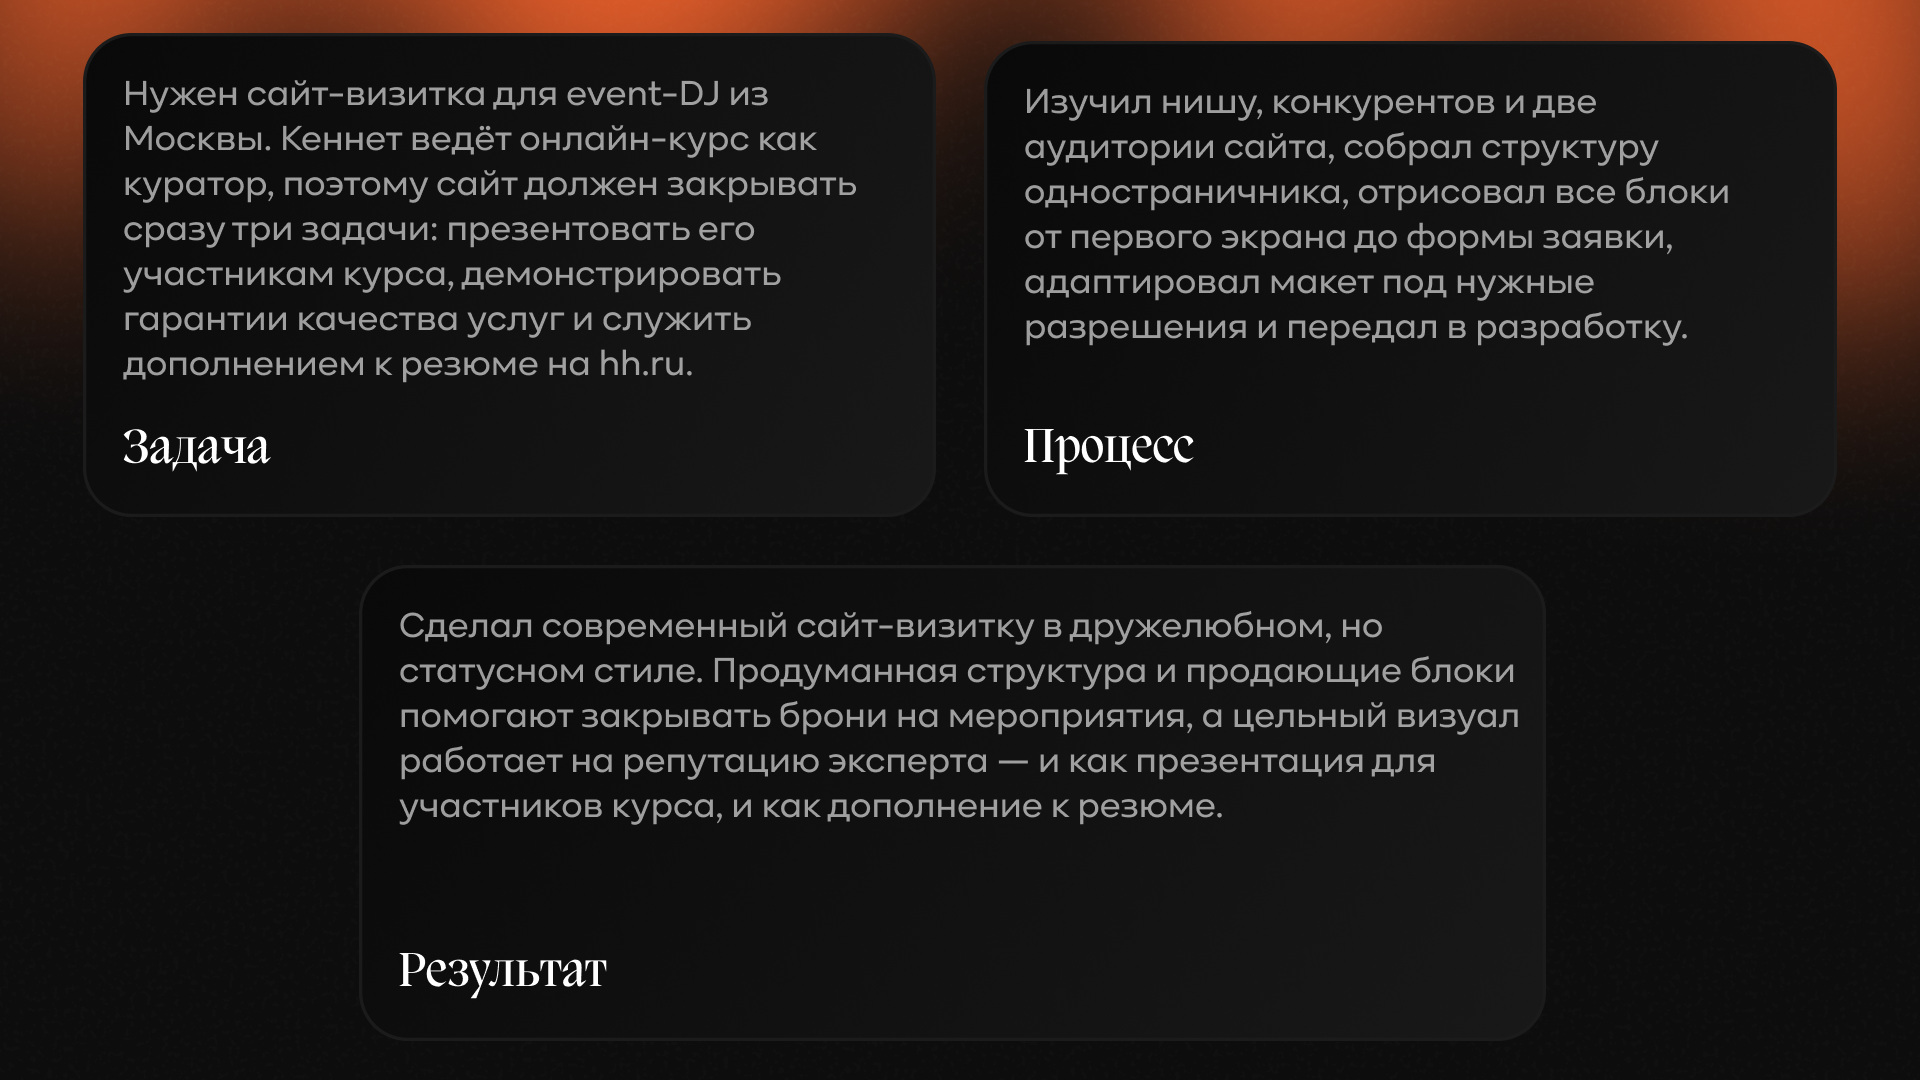 Нужен сайт-визитка для event-DJ из
Москвы. Кеннет ведёт онлайн-курс как
куратор, поэтому сайт должен закрывать
сразу три задачи: презентовать его
участникам курса, демонстрировать
гарантии качества услуг и служить
дополнением к резюме на hh.ru.
Задача
Изучил нишу, конкурентов и две
аудитории сайта, собрал структуру
одностраничника, отрисовал все блоки
от первого экрана до формы заявки,
адаптировал макет под нужные
разрешения и передал в разработку.
Процесс
Сделал современный сайт-визитку в дружелюбном, но
статусном стиле. Продуманная структура и продающие блоки
помогают закрывать брони на мероприятия, а цельный визуал
работает на репутацию эксперта — и как презентация для
участников курса, и как дополнение к резюме.
Результат